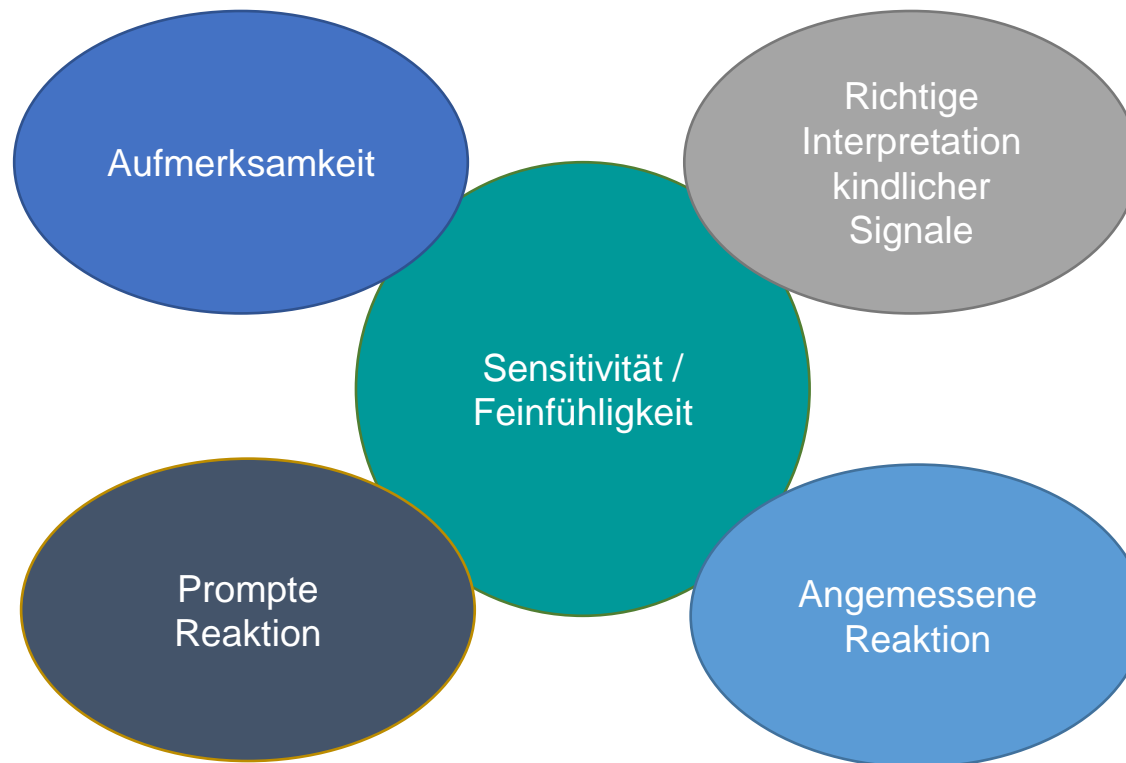 Aufmerksamkeit
Richtige
Interpretation
kindlicher
Signale
Sensitivität /
Feinfühligkeit
Prompte
Reaktion
Angemessene
Reaktion